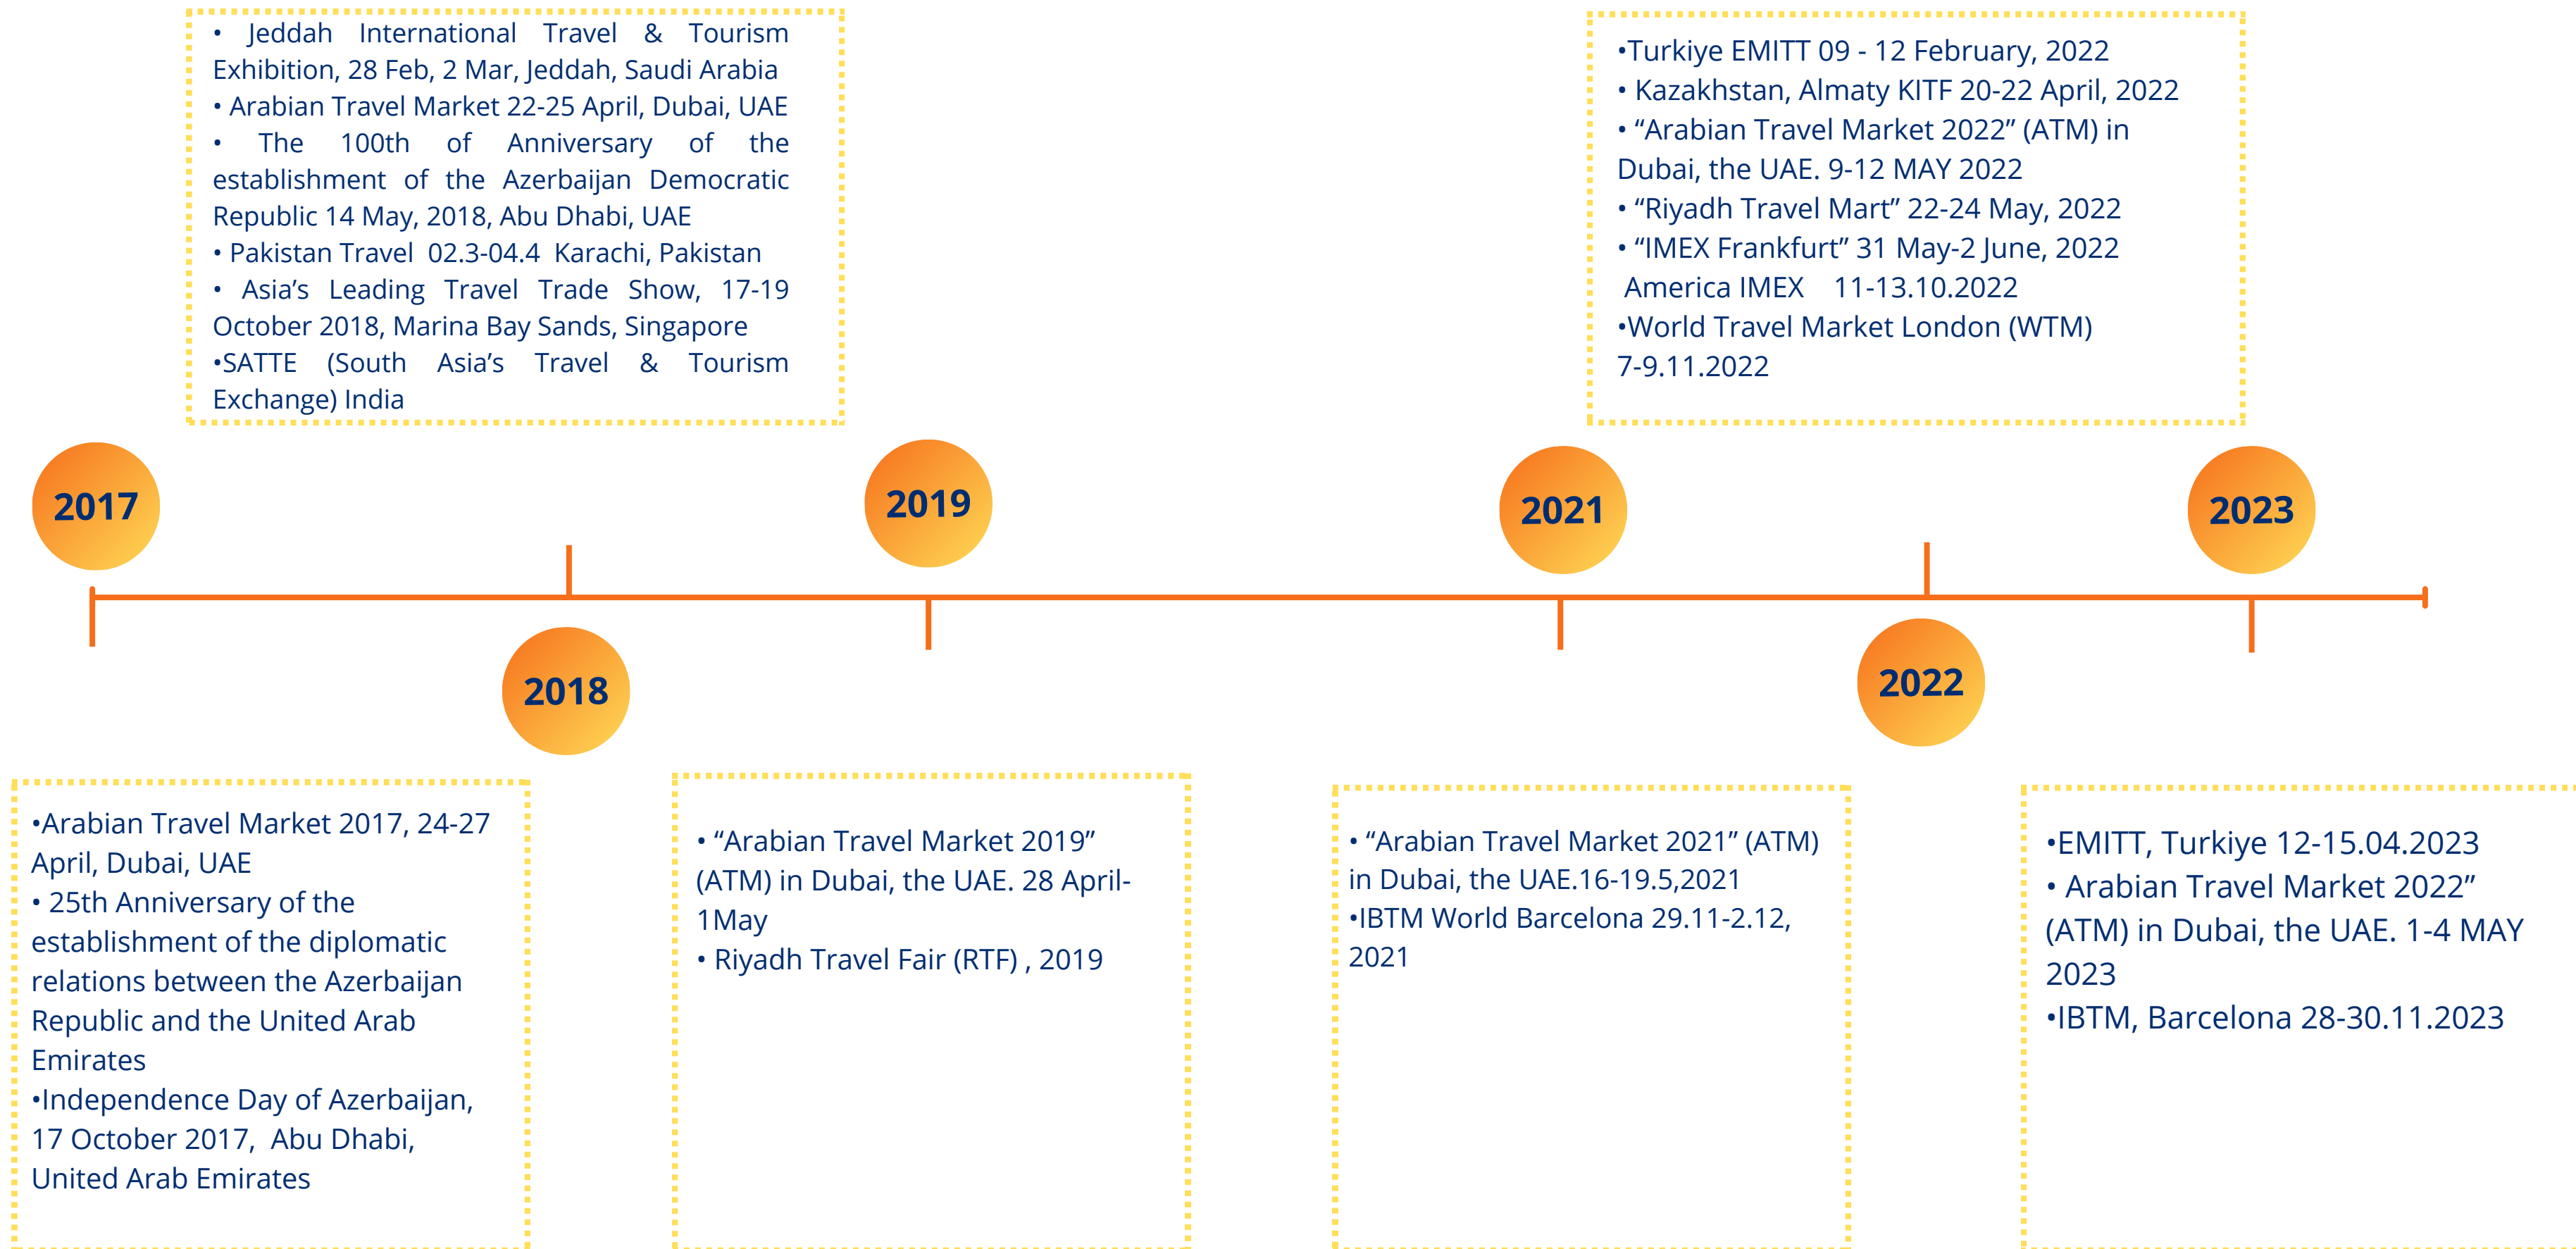 • Jeddah International Travel & Tourism
Exhibition, 28 Feb, 2 Mar, Jeddah, Saudi Arabia
• Arabian Travel Market 22-25 April, Dubai, UAE
• The 100th of Anniversary of the
establishment of the Azerbaijan Democratic
Republic 14 May, 2018, Abu Dhabi, UAE
• Pakistan Travel 02.3-04.4 Karachi, Pakistan
• Asia’s Leading Travel Trade Show, 17-19
October 2018, Marina Bay Sands, Singapore
•SATTE (South Asia’s Travel & Tourism
Exchange) India
•Turkiye EMITT 09 - 12 February, 2022
• Kazakhstan, Almaty KITF 20-22 April, 2022
• “Arabian Travel Market 2022” (ATM) in
Dubai, the UAE. 9-12 MAY 2022
• “Riyadh Travel Mart” 22-24 May, 2022
• “IMEX Frankfurt” 31 May-2 June, 2022
America IMEX 11-13.10.2022
•World Travel Market London (WTM)
7-9.11.2022
2017
2019
2021
2023
2018
2022
•Arabian Travel Market 2017, 24-27
April, Dubai, UAE
• 25th Anniversary of the
establishment of the diplomatic
relations between the Azerbaijan
Republic and the United Arab
Emirates
•Independence Day of Azerbaijan,
17 October 2017, Abu Dhabi,
United Arab Emirates
• “Arabian Travel Market 2019”
(ATM) in Dubai, the UAE. 28 April-
1May
• Riyadh Travel Fair (RTF) , 2019
• “Arabian Travel Market 2021” (ATM)
in Dubai, the UAE.16-19.5,2021
•IBTM World Barcelona 29.11-2.12,
2021
•EMITT, Turkiye 12-15.04.2023
• Arabian Travel Market 2022”
(ATM) in Dubai, the UAE. 1-4 MAY
2023
•IBTM, Barcelona 28-30.11.2023